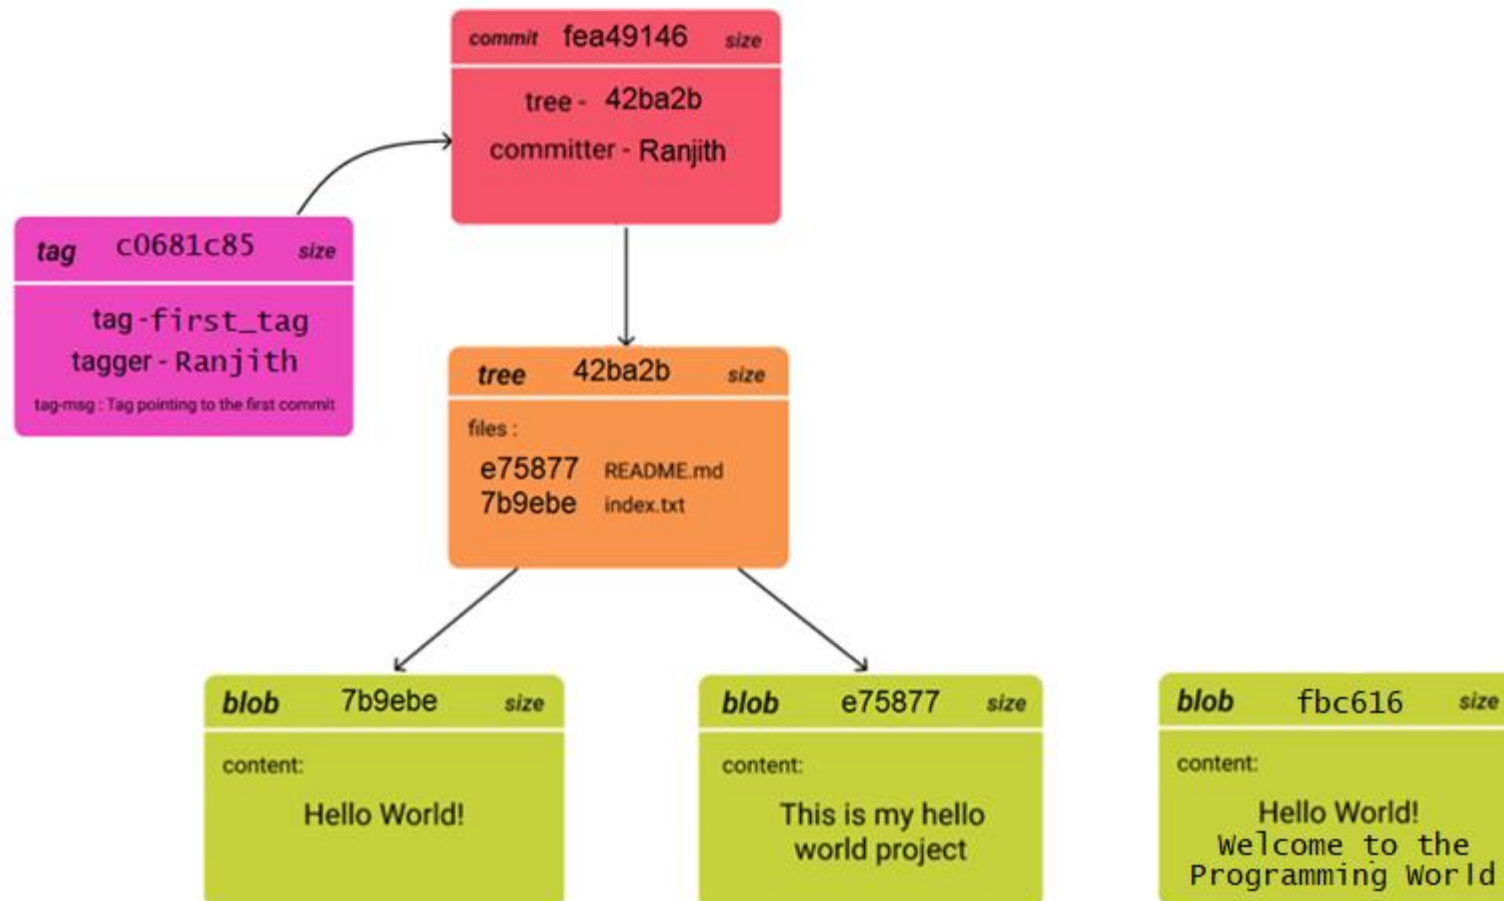 commit fea49146 size
tree - 42ba2b
committer - Ranjith
tag c0681c85 size
tag -first_tag
tagger - Ranjith
tag-msg : Tag pointing to the first commit
tree 42ba2b size
files :
e75877 README.md
7b9ebe index.txt
blob 7b9ebe size
content:
Hello World!
blob e75877 size
content:
This is my hello
world project
blob fbc616 size
content:
Hello World!
Welcome to the
Programming World